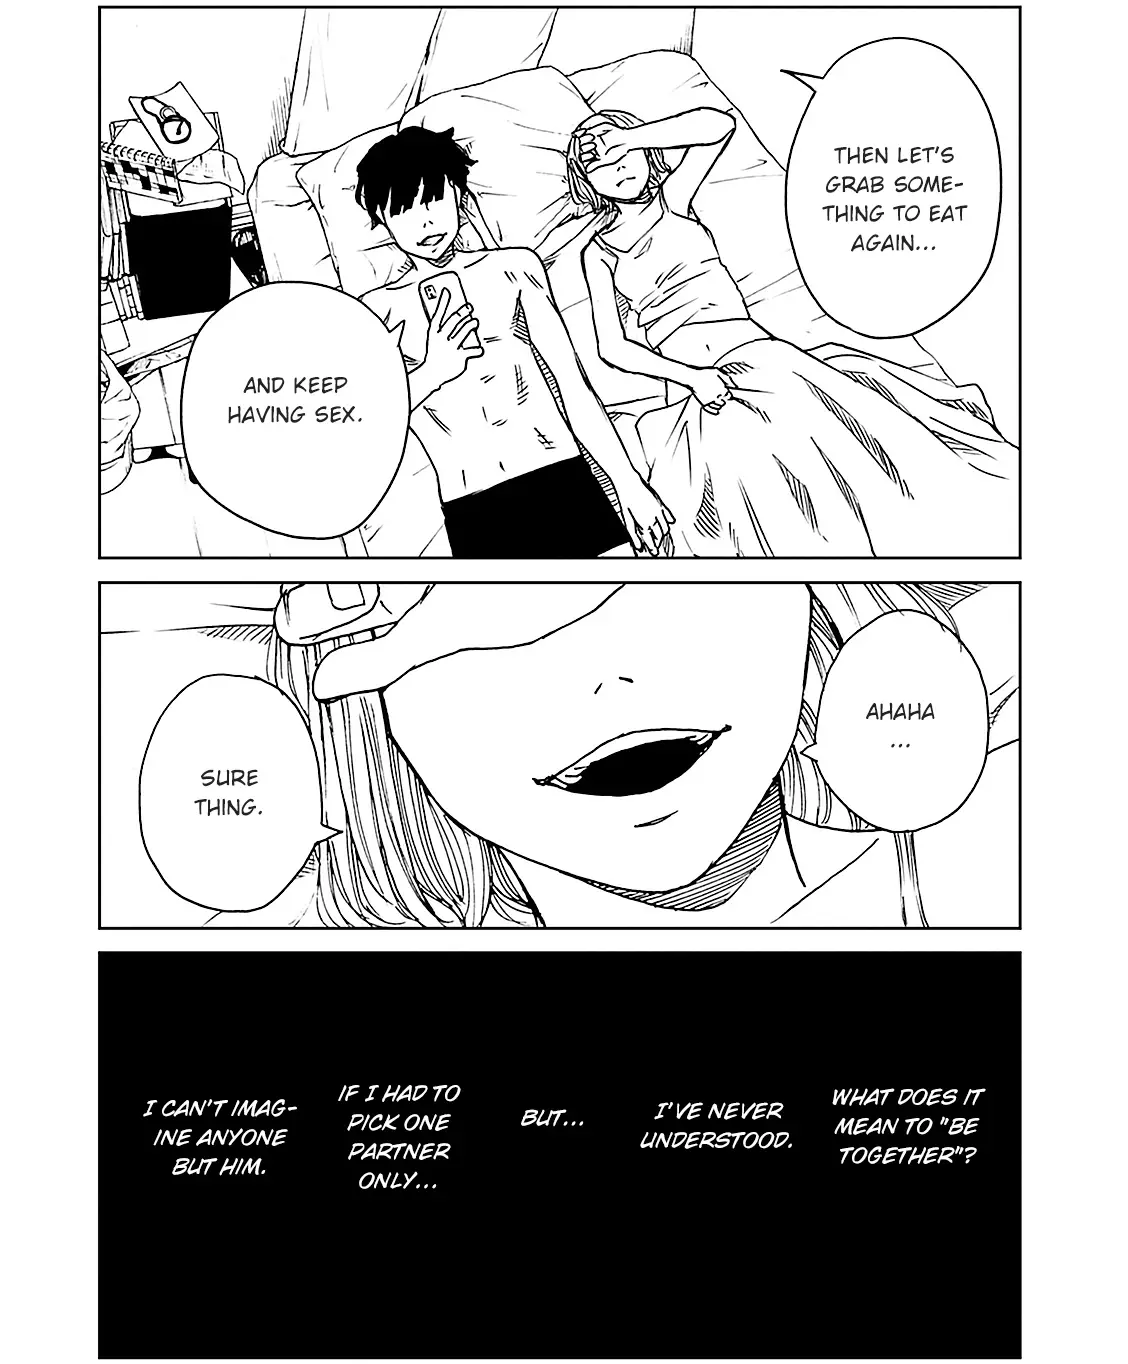 THEN LET'S
GRAB SOME-
THING TO EAT
AGAIN...
AND KEEP
HAVING SEX.
AHAHA
...
SURE
THING.
WHAT DOES IT
MEAN TO "BE
TOGETHER"?
I'VE NEVER
UNDERSTOOD.
BUT...
IF I HAD TO
PICK ONE
PARTNER
ONLY...
I CAN'T IMAG-
INE ANYONE
BUT HIM.